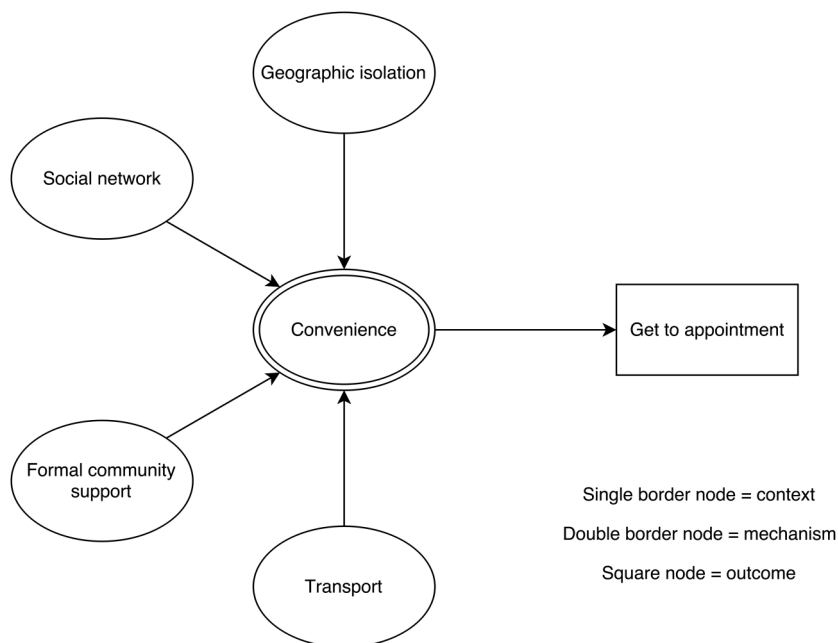 Geographic isolation
Social network
Convenience
Get to appointment
Formal community
support
Transport
Single border node = context
Double border node = mechanism
Square node = outcome